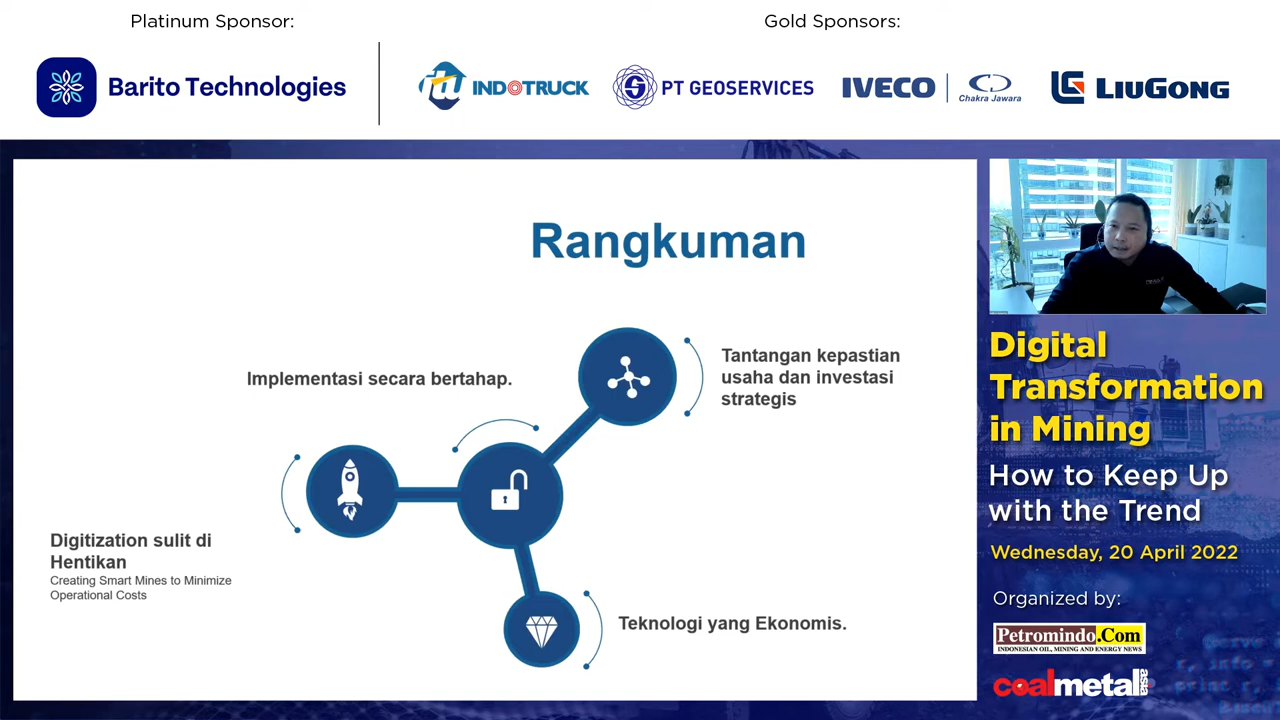 Platinum Sponsor:
Gold Sponsors:
Barito Technologies
INDOTRUCK
PT GEOSERVICES
IVECO
Chakra Jawara
LIUGONG
Rangkuman
Implementasi secara bertahap.
Tantangan kepastian
usaha dan investasi
strategis
Digitization sulit di
Hentikan
Creating Smart Mines to Minimize
Operational Costs
Teknologi yang Ekonomis.
Digital
Transformation
in Mining
How to Keep Up
with the Trend
Wednesday, 20 April 2022
Organized by:
Petromindo.Com
INDONESIAN OIL, MINING AND ENERGY NEWS
coalmetal asia